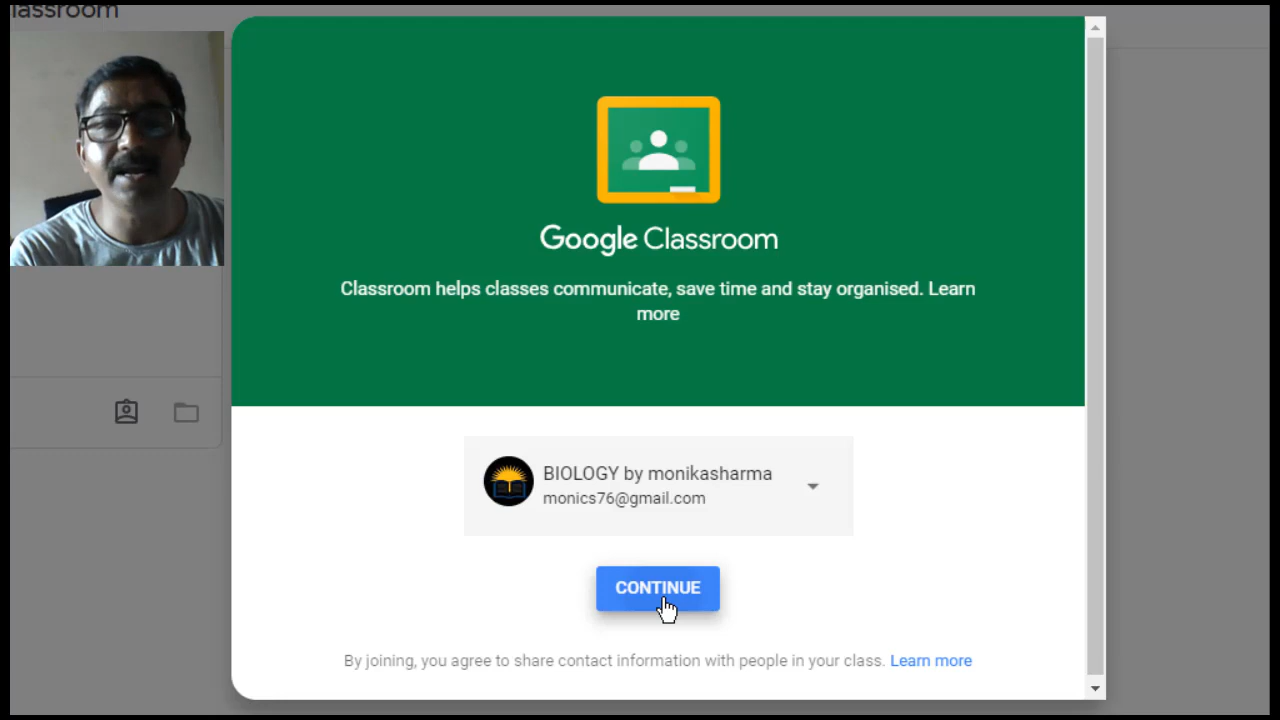 lassroom
Google Classroom
Classroom helps classes communicate, save time and stay organised. Learn
more
BIOLOGY by monikasharma
monics76@gmail.com
CONTINUE
By joining, you agree to share contact information with people in your class. Learn more